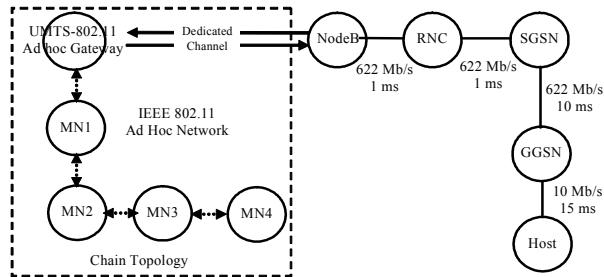 UMTS-802.11
Ad hoc Gateway
Dedicated
Channel
NodeB
RNC
SGSN
622 Mb/s
1 ms
622 Mb/s
1 ms
622 Mb/s
10 ms
IEEE 802.11
Ad Hoc Network
MN1
GGSN
10 Mb/s
15 ms
MN2
MN3
MN4
Host
Chain Topology